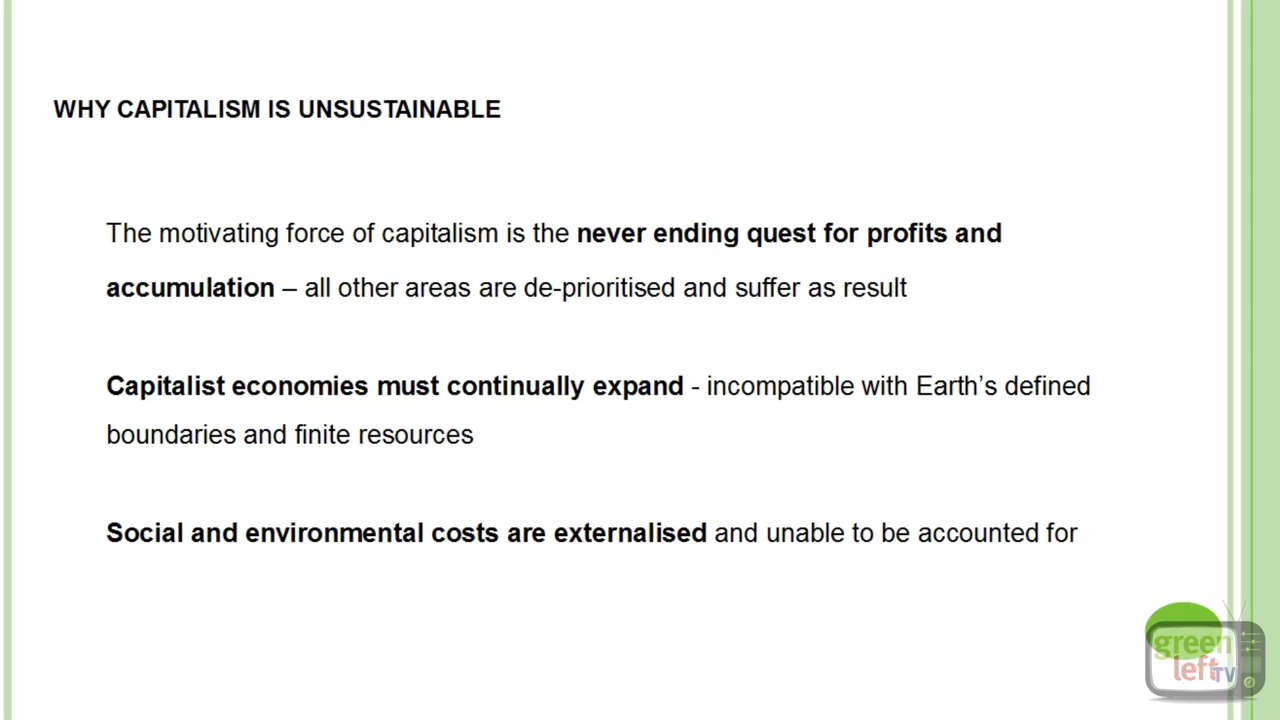 WHY CAPITALISM IS UNSUSTAINABLE
The motivating force of capitalism is the never ending quest for profits and
accumulation – all other areas are de-prioritised and suffer as result
Capitalist economies must continually expand - incompatible with Earth’s defined
boundaries and finite resources
Social and environmental costs are externalised and unable to be accounted for
green
left TV